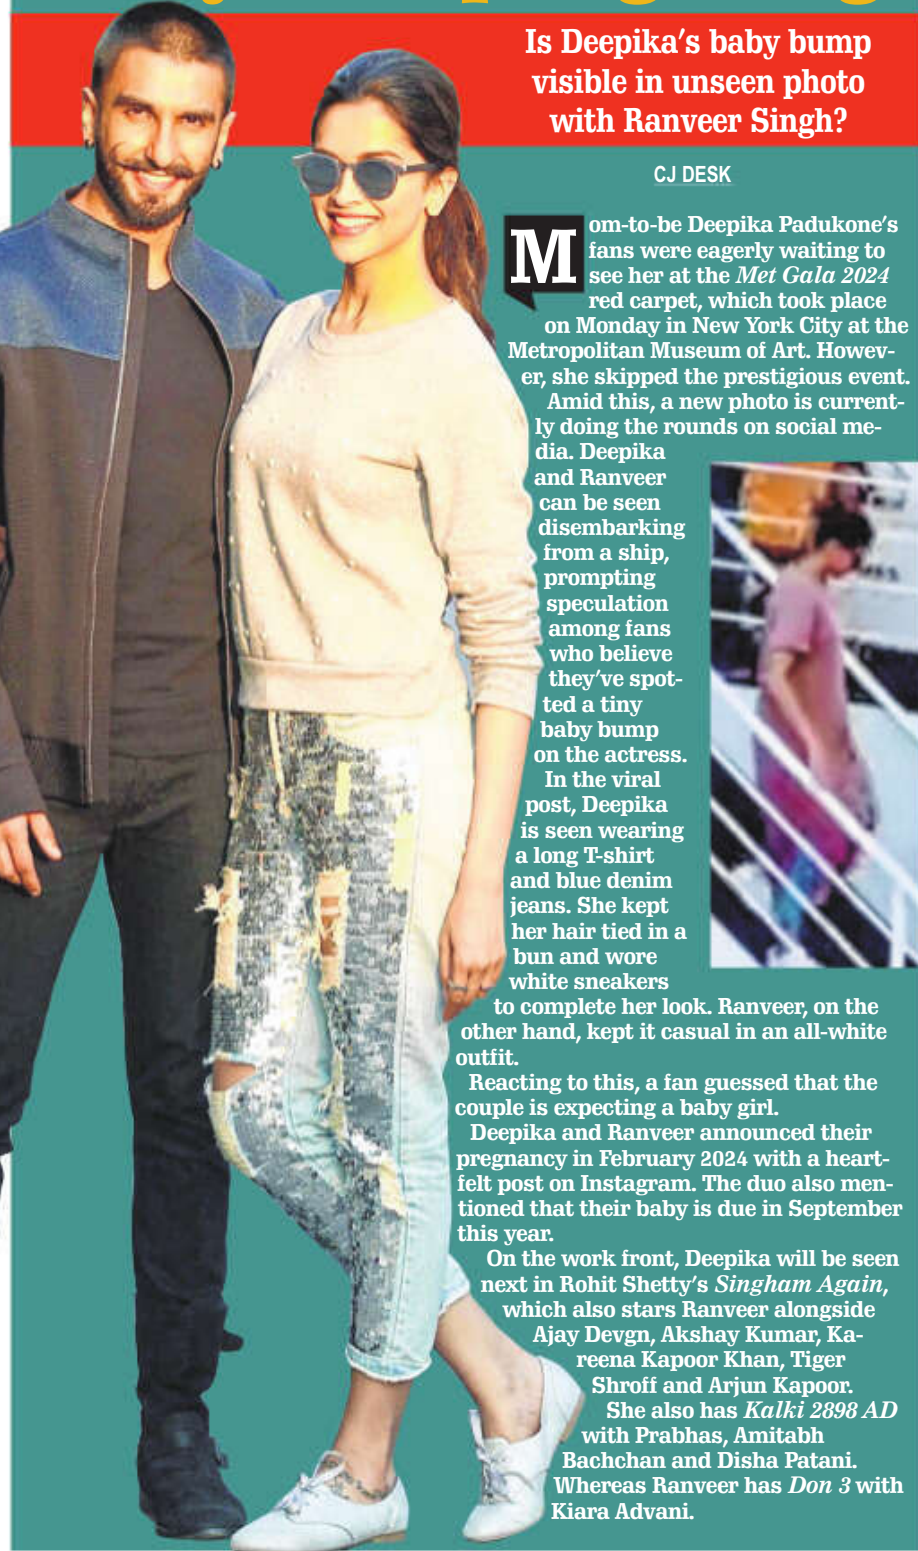 Is Deepika's baby bump
visible in unseen photo
with Ranveer Singh?
CJ DESK
Mom-to-be Deepika Padukone's
fans were eagerly waiting to
see her at the Met Gala 2024
red carpet, which took place
on Monday in New York City at the
Metropolitan Museum of Art. Howev-
er, she skipped the prestigious event.
Amid this, a new photo is current-
ly doing the rounds on social me-
dia. Deepika
and Ranveer
can be seen
disembarking
from a ship,
prompting
speculation
among fans
who believe
they've spot-
ted a tiny
baby bump
on the actress.
In the viral
post, Deepika
is seen wearing
a long T-shirt
and blue denim
jeans. She kept
her hair tied in a
bun and wore
white sneakers
to complete her look. Ranveer, on the
other hand, kept it casual in an all-white
outfit.
Reacting to this, a fan guessed that the
couple is expecting a baby girl.
Deepika and Ranveer announced their
pregnancy in February 2024 with a heart-
felt post on Instagram. The duo also men-
tioned that their baby is due in September
this year.
On the work front, Deepika will be seen
next in Rohit Shetty's Singham Again,
which also stars Ranveer alongside
Ajay Devgn, Akshay Kumar, Ka-
reena Kapoor Khan, Tiger
Shroff and Arjun Kapoor.
She also has Kalki 2898 AD
with Prabhas, Amitabh
Bachchan and Disha Patani.
Whereas Ranveer has Don 3 with
Kiara Advani.